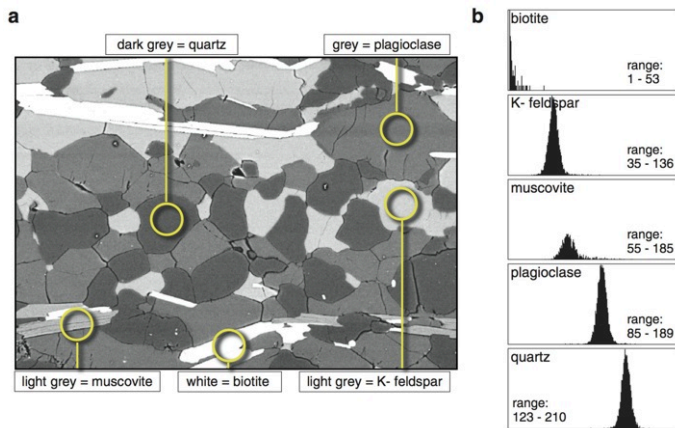 a
dark grey = quartz
grey = plagioclase
light grey = muscovite
white = biotite
light grey = K- feldspar
b
biotite
range:
1 - 53
K- feldspar
range:
35 - 136
muscovite
range:
55 - 185
plagioclase
range:
85 - 189
quartz
range:
123 - 210